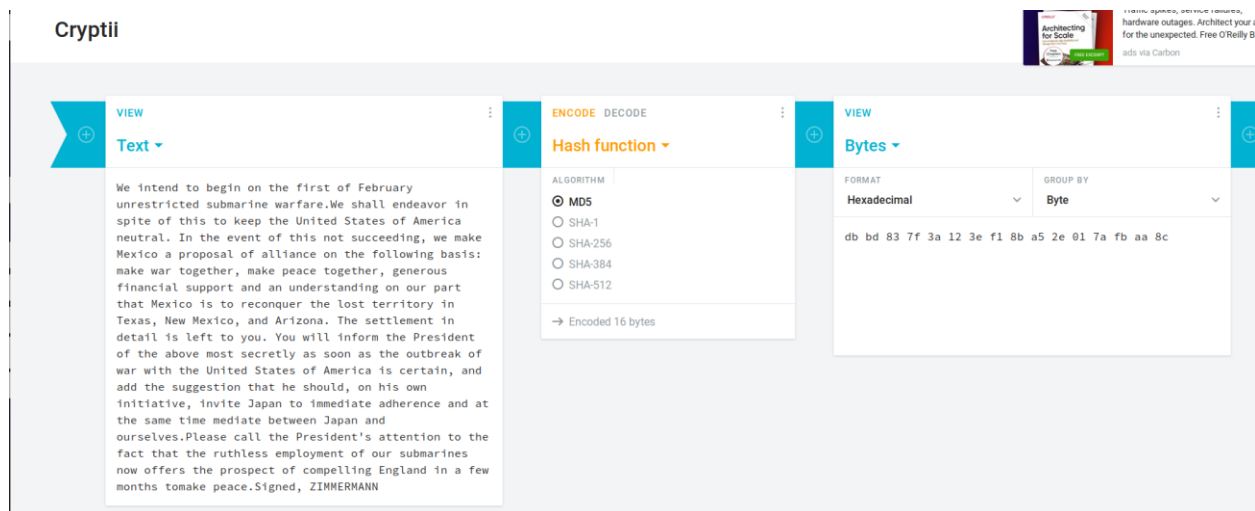 Cryptii
Architecting
for Scale
FREE EXCERPT
Traffic spikes, service failures,
hardware outages. Architect your a
for the unexpected. Free O'Reilly B
ads via Carbon
VIEW
Text
We intend to begin on the first of February
unrestricted submarine warfare.We shall endeavor in
spite of this to keep the United States of America
neutral. In the event of this not succeeding, we make
Mexico a proposal of alliance on the following basis:
make war together, make peace together, generous
financial support and an understanding on our part
that Mexico is to reconquer the lost territory in
Texas, New Mexico, and Arizona. The settlement in
detail is left to you. You will inform the President
of the above most secretly as soon as the outbreak of
war with the United States of America is certain, and
add the suggestion that he should, on his own
initiative, invite Japan to immediate adherence and at
the same time mediate between Japan and
ourselves.Please call the President's attention to the
fact that the ruthless employment of our submarines
now offers the prospect of compelling England in a few
months tomake peace.Signed, ZIMMERMANN
ENCODE DECODE
Hash function
ALGORITHM
MD5
SHA-1
SHA-256
SHA-384
SHA-512
→ Encoded 16 bytes
VIEW
Bytes
FORMAT
Hexadecimal
GROUP BY
Byte
db bd 83 7f 3a 12 3e f1 8b a5 2e 01 7a fb aa 8c